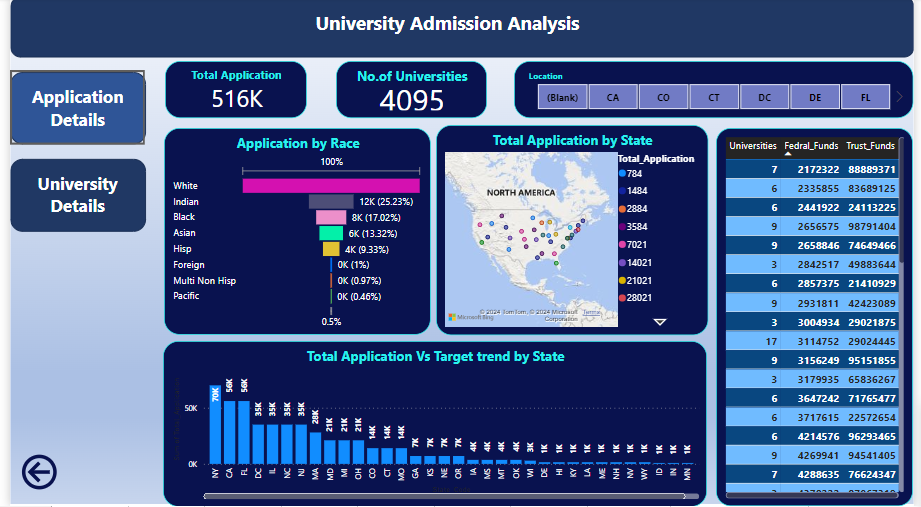 University Admission Analysis
Application
Details
University
Details
Total Application
516K
No.of Universities
4095
Location
(Blank) CA CO CT DC DE FL
Application by Race
100%
White
Indian 12K (25.23%)
Black 8K (17.02%)
Asian 6K (13.32%)
Hisp 4K (9.33%)
Foreign 0K (1%)
Multi Non Hisp 0K (0.97%)
Pacific 0K (0.46%)
0.5%
Total Application by State
NORTH AMERICA
Microsoft Bing
© 2024 TomTom, © 2024 Microsoft Corporation Terms
Total_Application
784
1484
2884
3584
7021
14021
21021
28021
Universities Fedral_Funds Trust_Funds
7 2172322 88889371
6 2335855 83689125
6 2441922 24113225
9 2656575 98791404
9 2658846 74649466
3 2842517 49883644
6 2857375 21410929
9 2931811 42423089
3 3004934 29021875
17 3114752 29024445
9 3156249 95151855
3 3179935 65836267
6 3647242 71765477
6 3717615 22572654
6 4214576 96293465
9 4269941 94541405
7 4288635 76624347
Total Application Vs Target trend by State
50K
0K
70K 56K 56K 35K 35K 35K 35K 28K 21K 21K 21K 14K 14K 14K 7K 7K 7K 7K 4K 4K 4K 4K 3K 1K 1K 1K 1K 1K 1K 1K 1K 1K 1K 1K
NY CA FL DC IL NC NJ MA MD MI OH CO CT MO GA KS NE OR IA AZ MT OK VI DE HI KY LA ME NH NV WY ID IN MN